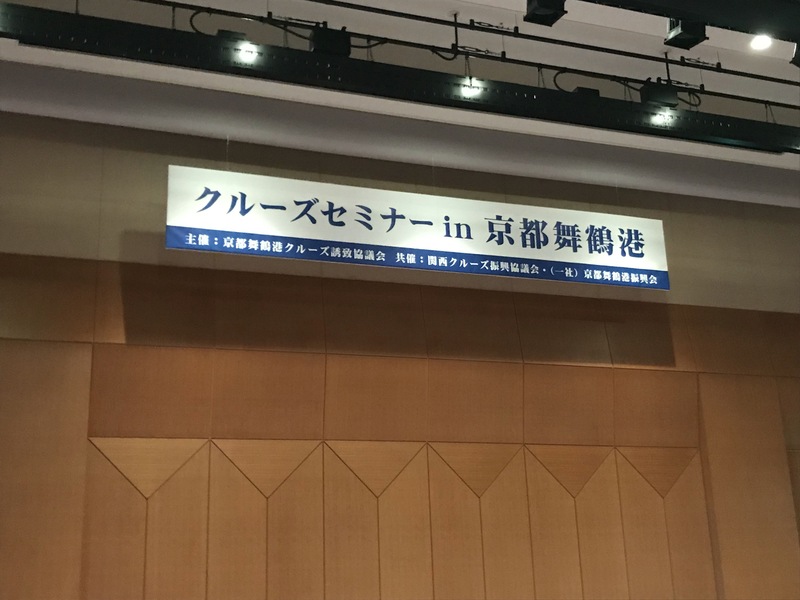 クルーズセミナー in 京都舞鶴港
主催：京都舞鶴港クルーズ誘致協議会　共催：関西クルーズ振興協議会・(一社) 京都舞鶴港振興会